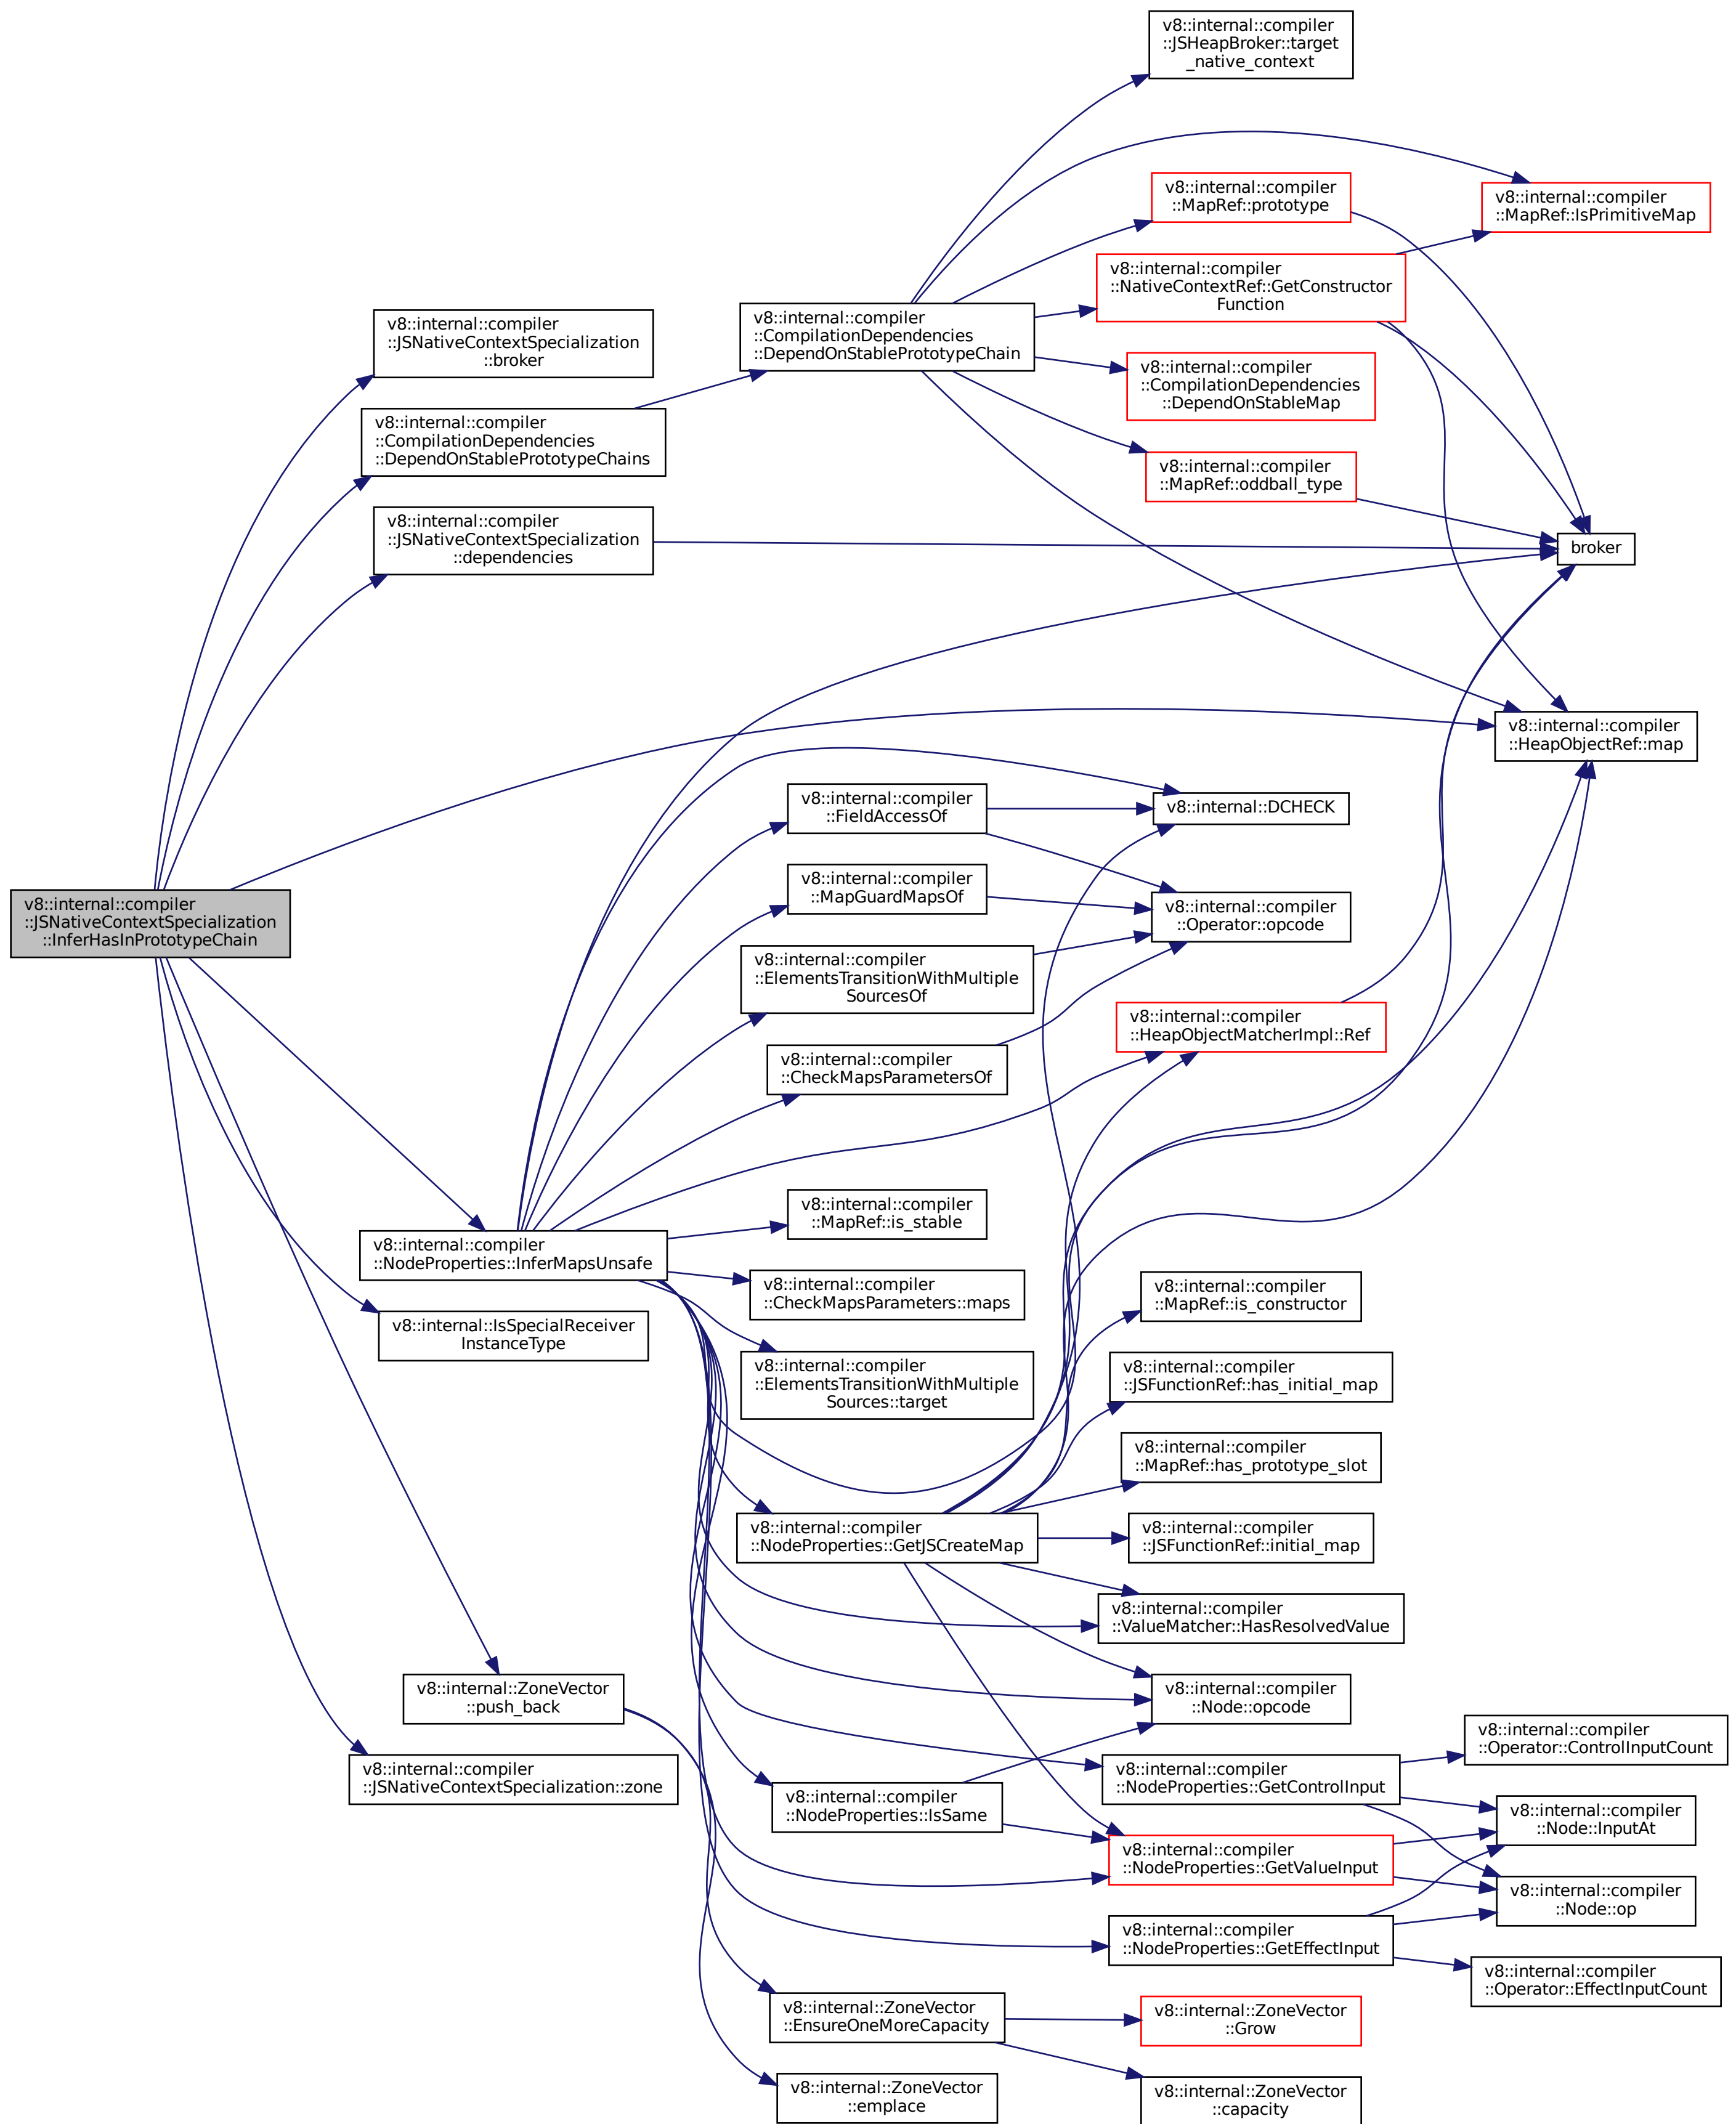 v8::internal::compiler
::JSHeapBroker::target
_native_context
v8::internal::compiler
::MapRef::prototype
v8::internal::compiler
::MapRef::IsPrimitiveMap
v8::internal::compiler
::NativeContextRef::GetConstructor
Function
v8::internal::compiler
::JSNativeContextSpecialization
::broker
v8::internal::compiler
::CompilationDependencies
::DependOnStablePrototypeChain
v8::internal::compiler
::CompilationDependencies
::DependOnStableMap
v8::internal::compiler
::CompilationDependencies
::DependOnStablePrototypeChains
v8::internal::compiler
::MapRef::oddball_type
v8::internal::compiler
::JSNativeContextSpecialization
::dependencies
broker
v8::internal::compiler
::HeapObjectRef::map
v8::internal::compiler
::FieldAccessOf
v8::internal::DCHECK
v8::internal::compiler
::MapGuardMapsOf
v8::internal::compiler
::Operator::opcode
v8::internal::compiler
::JSNativeContextSpecialization
::InferHasInPrototypeChain
v8::internal::compiler
::ElementsTransitionWithMultiple
SourcesOf
v8::internal::compiler
::HeapObjectMatcherImpl::Ref
v8::internal::compiler
::CheckMapsParametersOf
v8::internal::compiler
::MapRef::is_stable
v8::internal::compiler
::NodeProperties::InferMapsUnsafe
v8::internal::compiler
::CheckMapsParameters::maps
v8::internal::compiler
::MapRef::is_constructor
v8::internal::IsSpecialReceiver
InstanceType
v8::internal::compiler
::ElementsTransitionWithMultiple
Sources::target
v8::internal::compiler
::JSFunctionRef::has_initial_map
v8::internal::compiler
::MapRef::has_prototype_slot
v8::internal::compiler
::NodeProperties::GetJSCreateMap
v8::internal::compiler
::JSFunctionRef::initial_map
v8::internal::compiler
::ValueMatcher::HasResolvedValue
v8::internal::ZoneVector
::push_back
v8::internal::compiler
::Node::opcode
v8::internal::compiler
::JSNativeContextSpecialization::zone
v8::internal::compiler
::NodeProperties::GetControlInput
v8::internal::compiler
::Operator::ControlInputCount
v8::internal::compiler
::NodeProperties::IsSame
v8::internal::compiler
::Node::InputAt
v8::internal::compiler
::NodeProperties::GetValueInput
v8::internal::compiler
::Node::op
v8::internal::compiler
::NodeProperties::GetEffectInput
v8::internal::compiler
::Operator::EffectInputCount
v8::internal::ZoneVector
::EnsureOneMoreCapacity
v8::internal::ZoneVector
::Grow
v8::internal::ZoneVector
::emplace
v8::internal::ZoneVector
::capacity